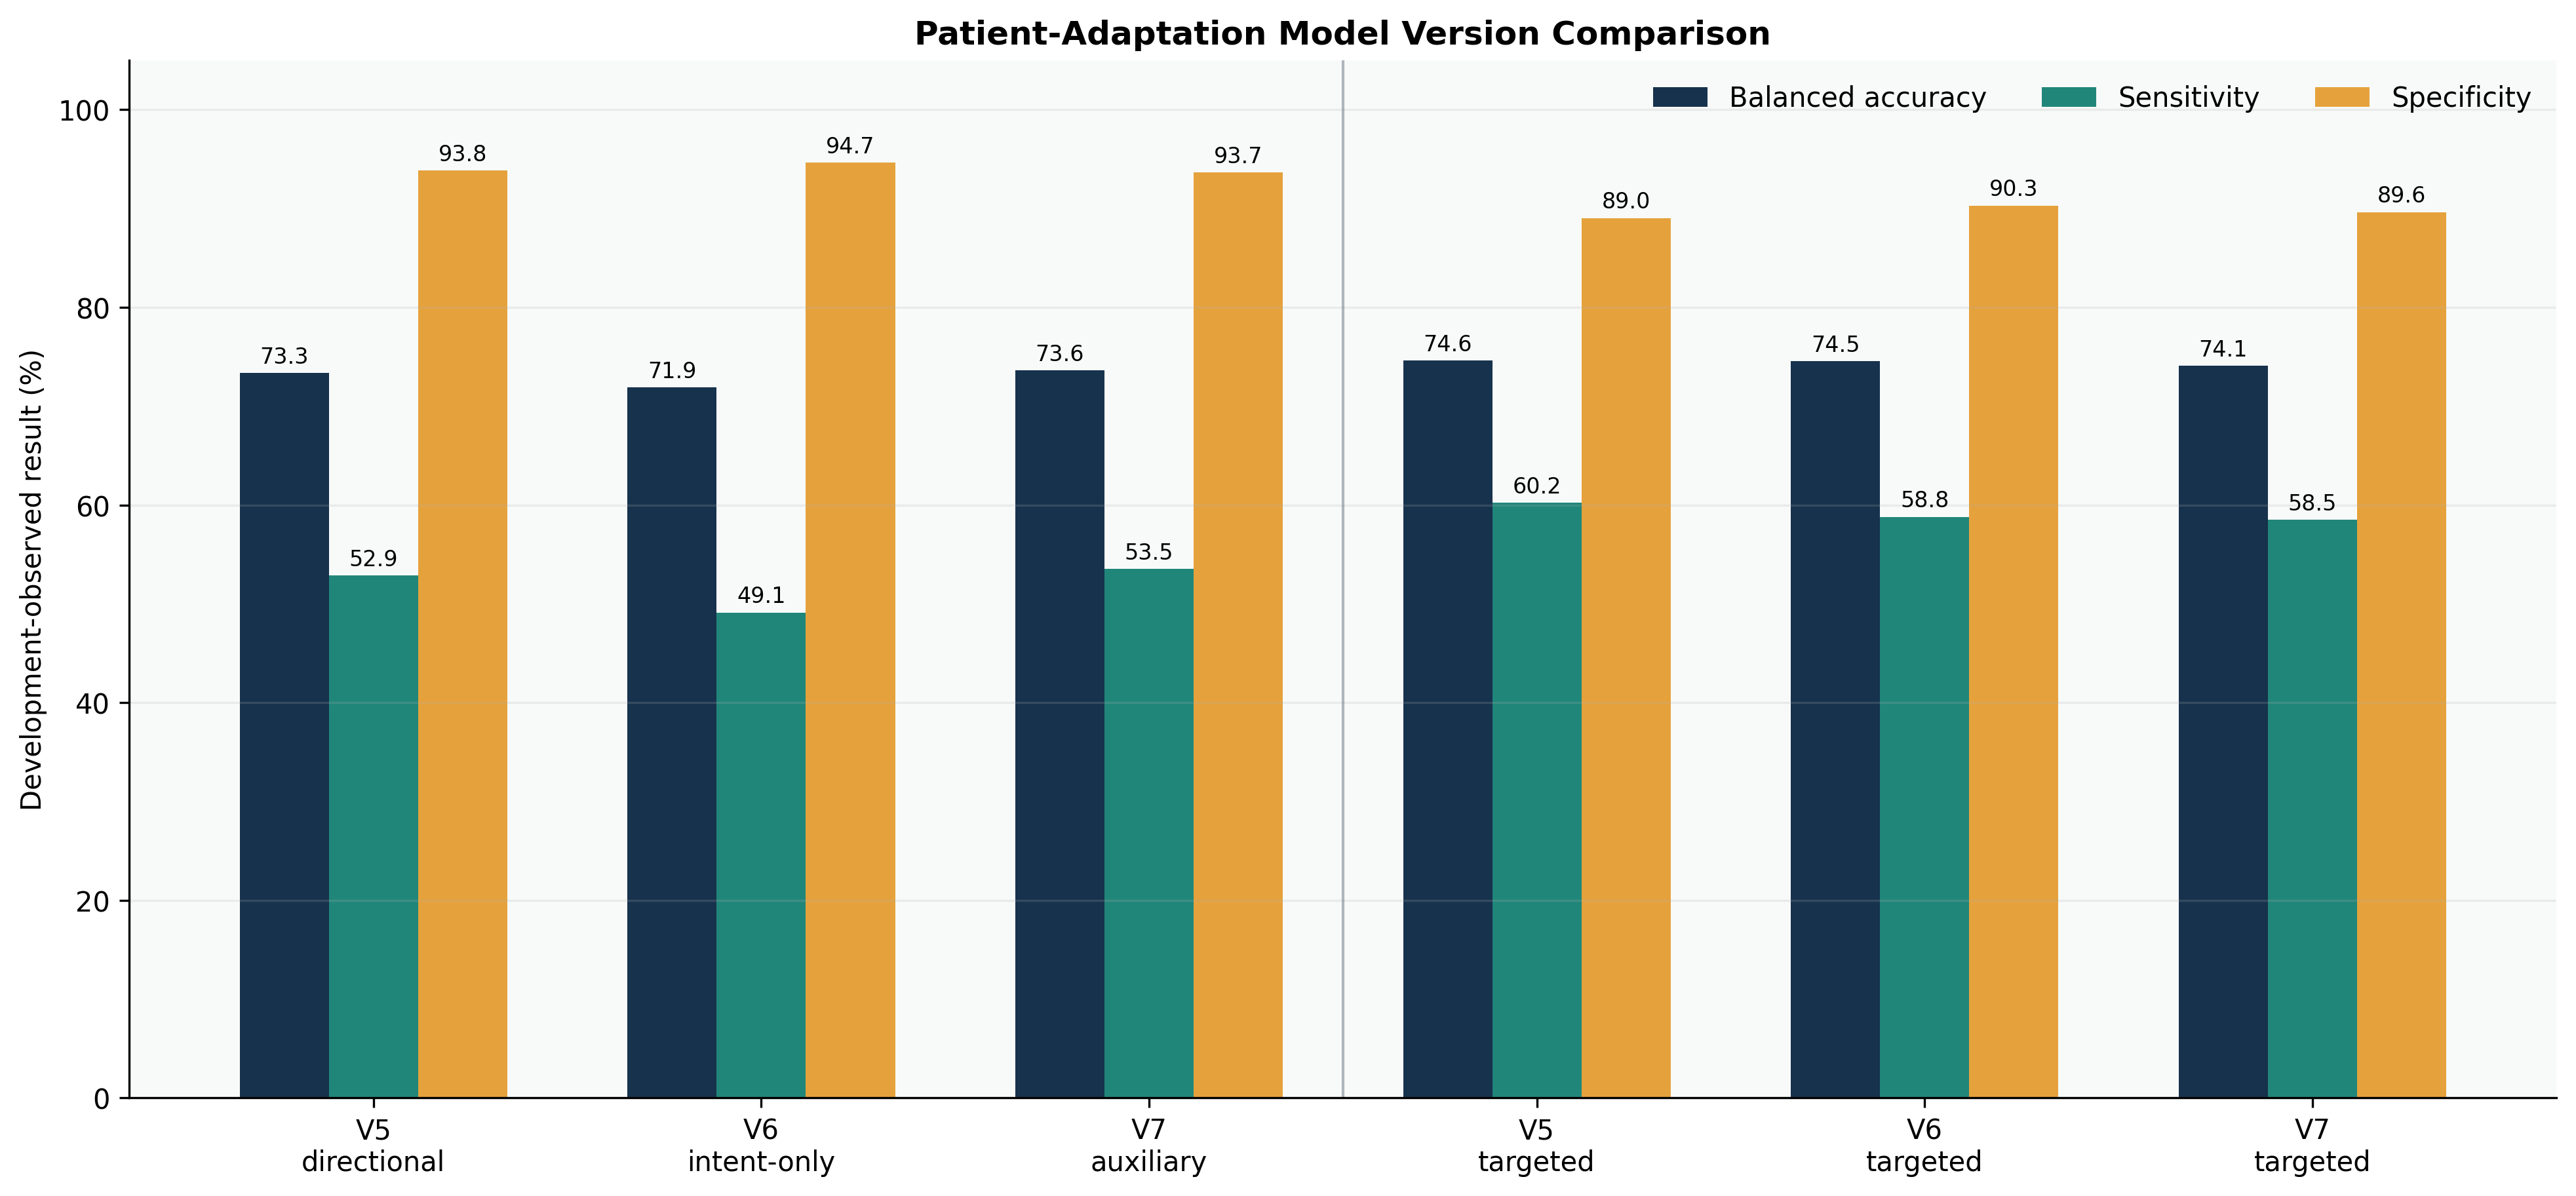 Patient-Adaptation Model Version Comparison
Development-observed result (%)
100
80
60
40
20
0
Balanced accuracy
Sensitivity
Specificity
73.3
52.9
93.8
71.9
49.1
94.7
73.6
53.5
93.7
74.6
60.2
89.0
74.5
58.8
90.3
74.1
58.5
89.6
V5
directional
V6
intent-only
V7
auxiliary
V5
targeted
V6
targeted
V7
targeted